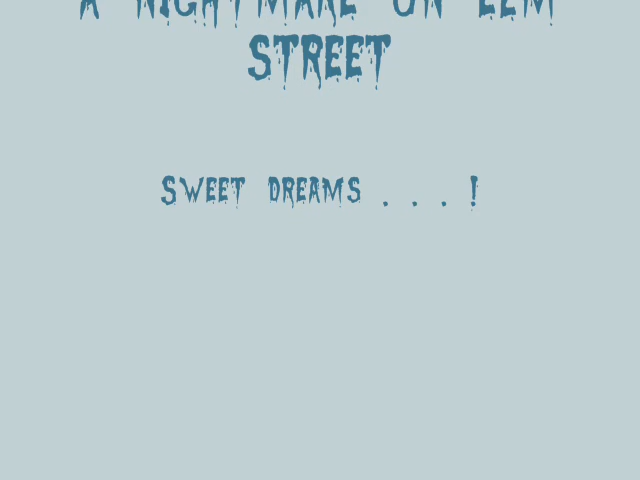 A NIGHTMARE ON ELM
STREET
SWEET DREAMS . . . !